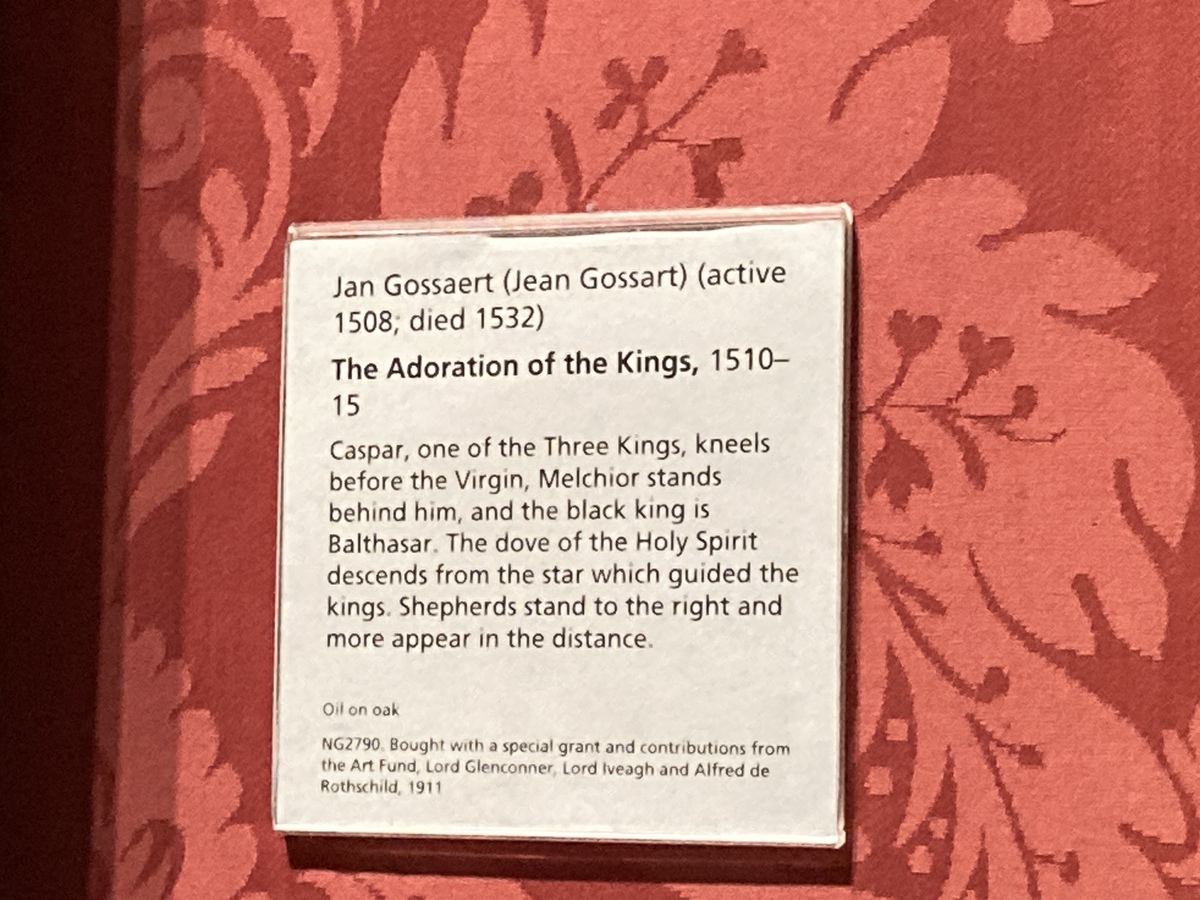 Jan Gossaert (Jean Gossart) (active
1508; died 1532)
The Adoration of the Kings, 1510–
15
Caspar, one of the Three Kings, kneels
before the Virgin, Melchior stands
behind him, and the black king is
Balthasar. The dove of the Holy Spirit
descends from the star which guided the
kings. Shepherds stand to the right and
more appear in the distance.
Oil on oak
NG2790. Bought with a special grant and contributions from
the Art Fund, Lord Glenconner, Lord Iveagh and Alfred de
Rothschild, 1911